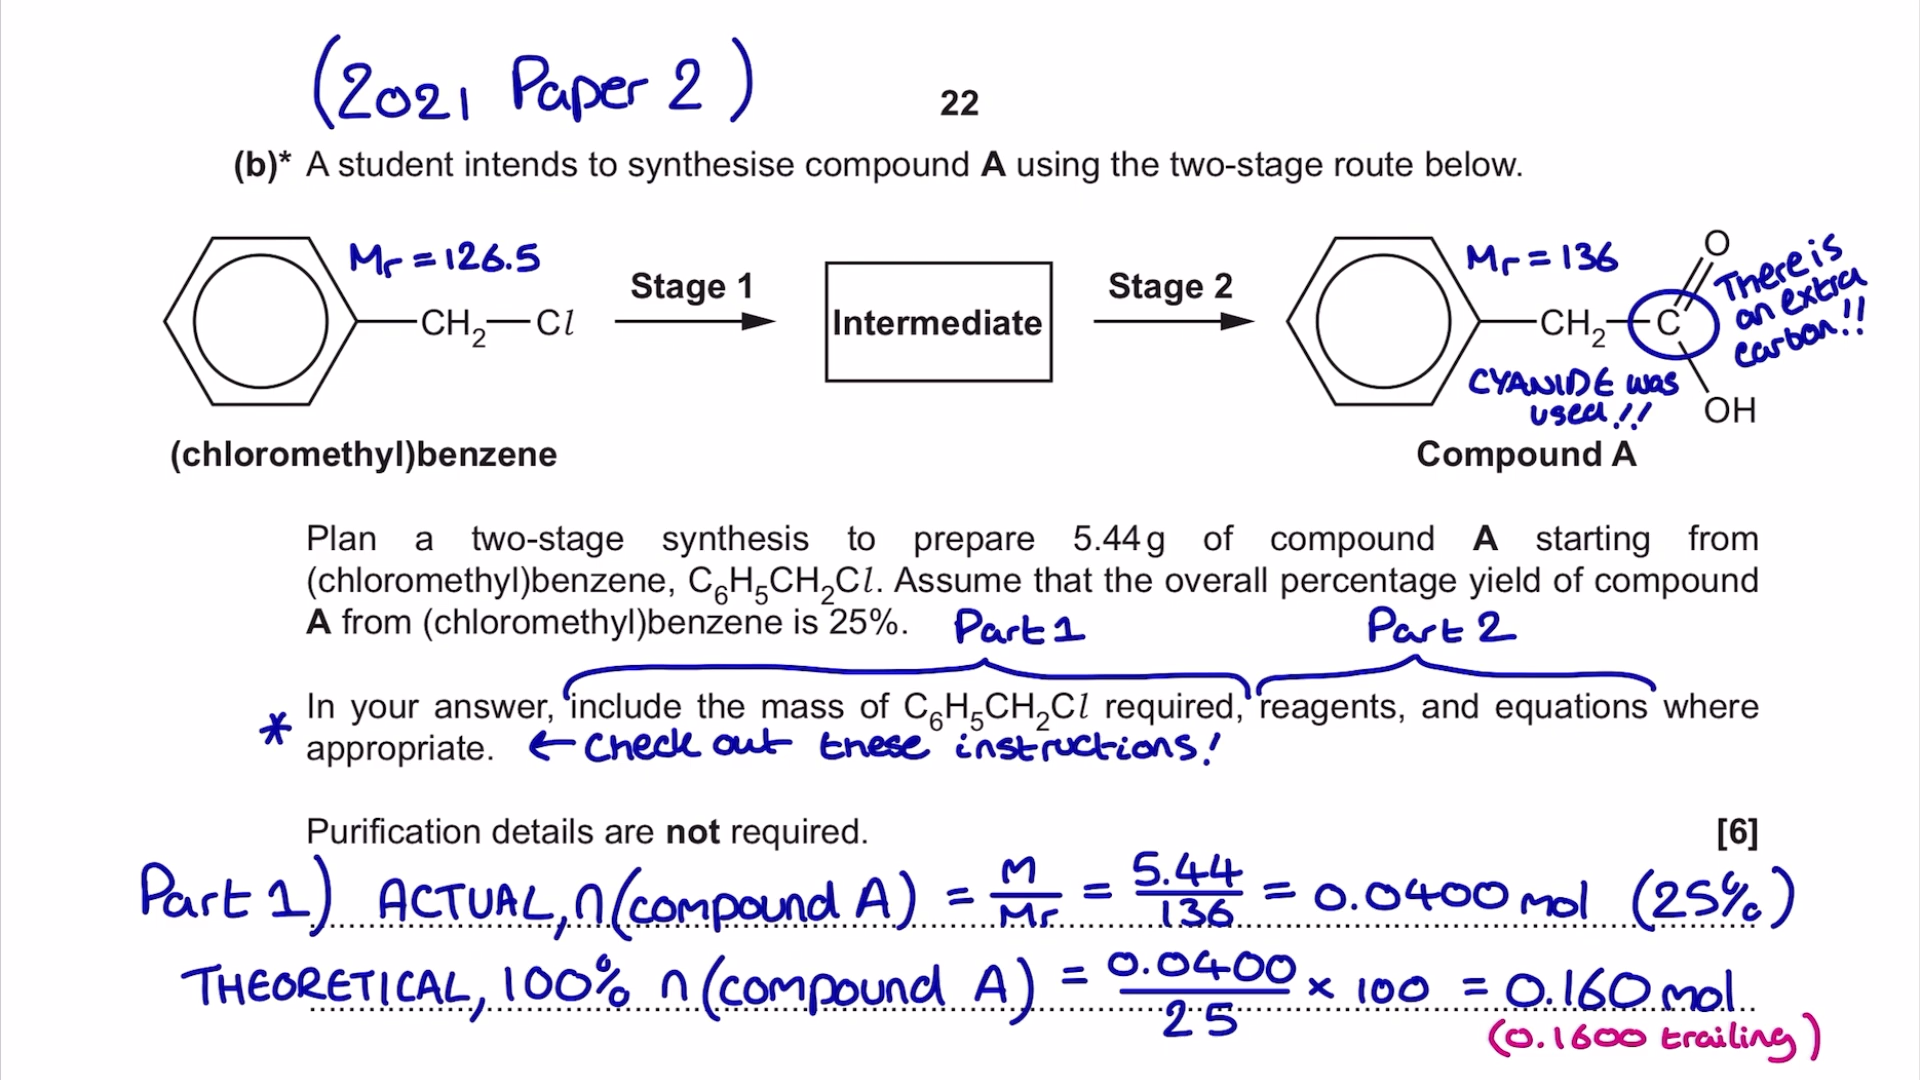 (2021 Paper 2)
22
(b)* A student intends to synthesise compound A using the two-stage route below.
Mr = 126.5
CH2 Cl
Stage 1
Intermediate
Stage 2
Mr = 136
CH2 C
O
OH
There is
an extra
carbon!!
CYANIDE was
used!!
(chloromethyl)benzene
Compound A
Plan a two-stage synthesis to prepare 5.44 g of compound A starting from
(chloromethyl)benzene, C6H5CH2Cl. Assume that the overall percentage yield of compound
A from (chloromethyl)benzene is 25%.
Part 1
Part 2
* In your answer, include the mass of C6H5CH2Cl required, reagents, and equations where
appropriate. ← Check out these instructions!
Purification details are not required. [6]
Part 1) ACTUAL, n(compound A) = M/Mr = 5.44/136 = 0.0400 mol (25%)
THEORETICAL, 100% n(compound A) = 0.0400/25 × 100 = 0.160 mol
(0.1600 trailing)